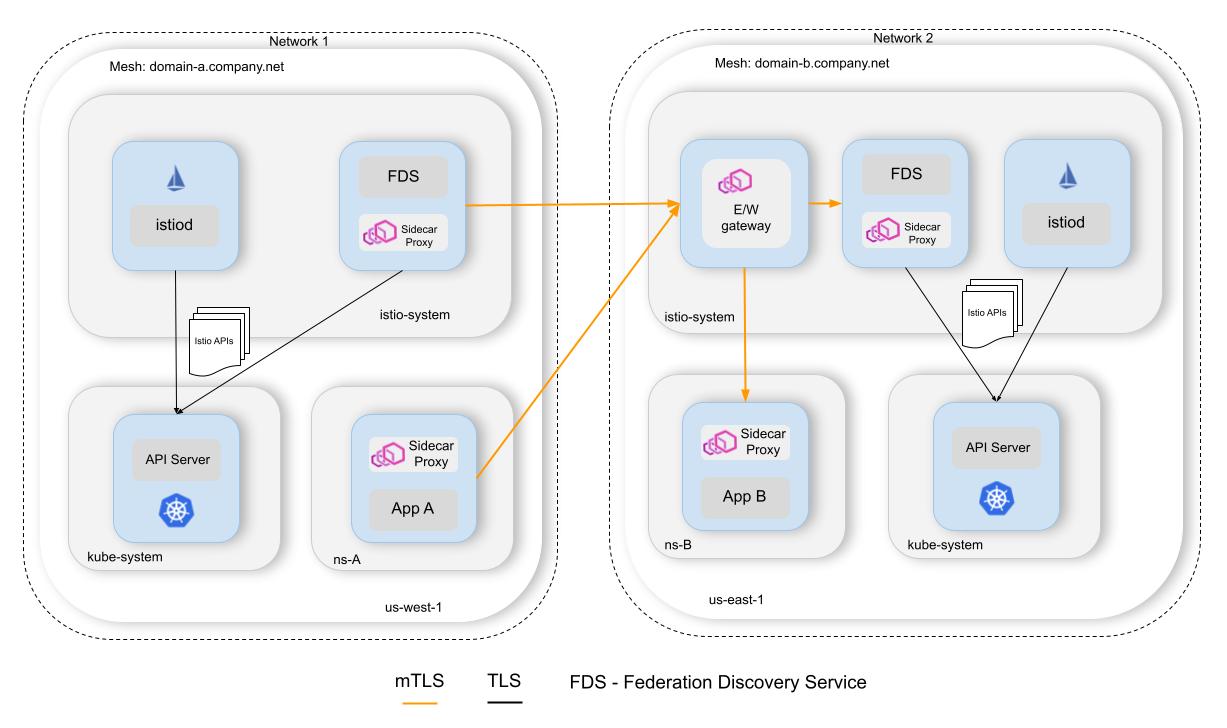 Network 1
Mesh: domain-a.company.net
istiod
FDS
Sidecar
Proxy
istio-system
Istio APIs
API Server
kube-system
Sidecar
Proxy
App A
ns-A
us-west-1
Network 2
Mesh: domain-b.company.net
E/W
gateway
FDS
Sidecar
Proxy
istiod
istio-system
Istio APIs
Sidecar
Proxy
App B
ns-B
API Server
kube-system
us-east-1
mTLS
TLS
FDS - Federation Discovery Service